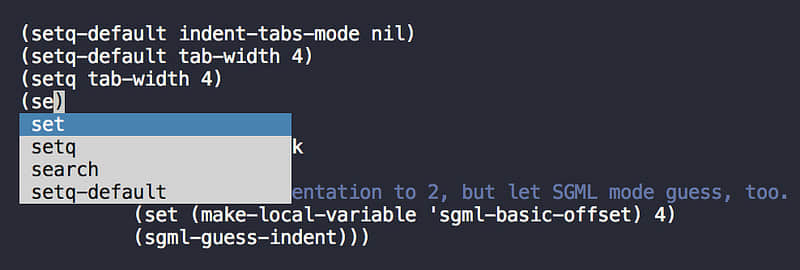 (setq-default indent-tabs-mode nil)
(setq-default tab-width 4)
(setq tab-width 4)
(se)
set
setq k
search
setq-default entation to 2, but let SGML mode guess, too.
(set (make-local-variable 'sgml-basic-offset) 4)
(sgml-guess-indent)))